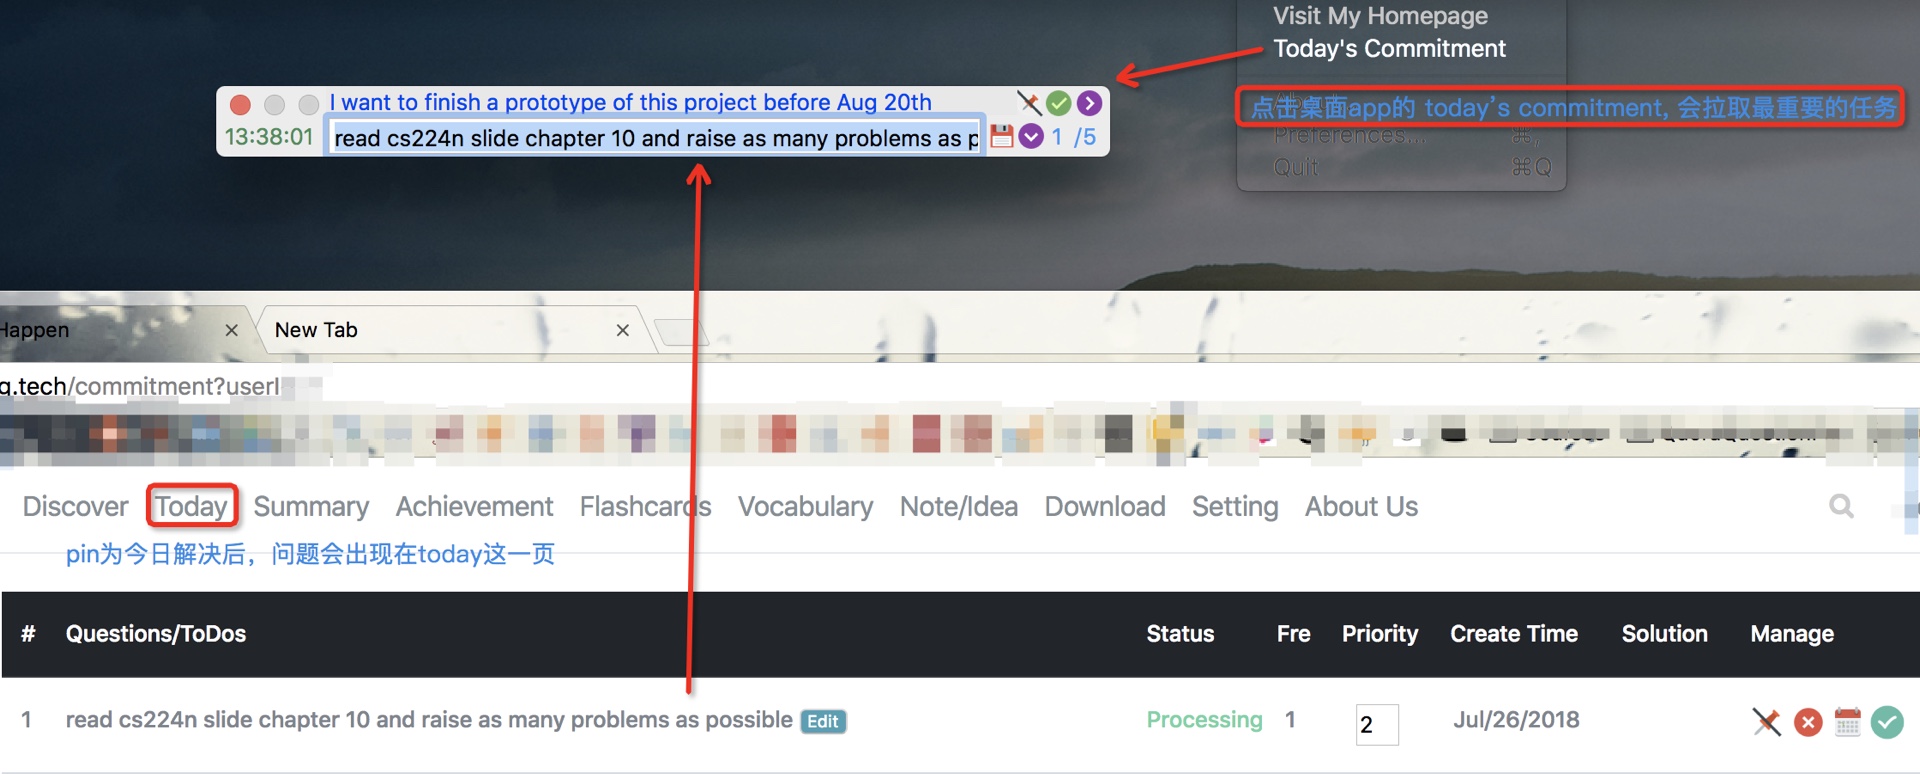 Visit My Homepage
Today's Commitment
I want to finish a prototype of this project before Aug 20th
点击桌面app的 today's commitment, 会拉取最重要的任务
13:38:01 read cs224n slide chapter 10 and raise as many problems as p 1 /5
Preferences... ⌘,
Quit ⌘Q
Happen
New Tab
g.tech/commitment?userI
Discover Today Summary Achievement Flashcards Vocabulary Note/Idea Download Setting About Us
pin为今日解决后，问题会出现在today这一页
# Questions/ToDos Status Fre Priority Create Time Solution Manage
1 read cs224n slide chapter 10 and raise as many problems as possible Edit Processing 1 2 Jul/26/2018